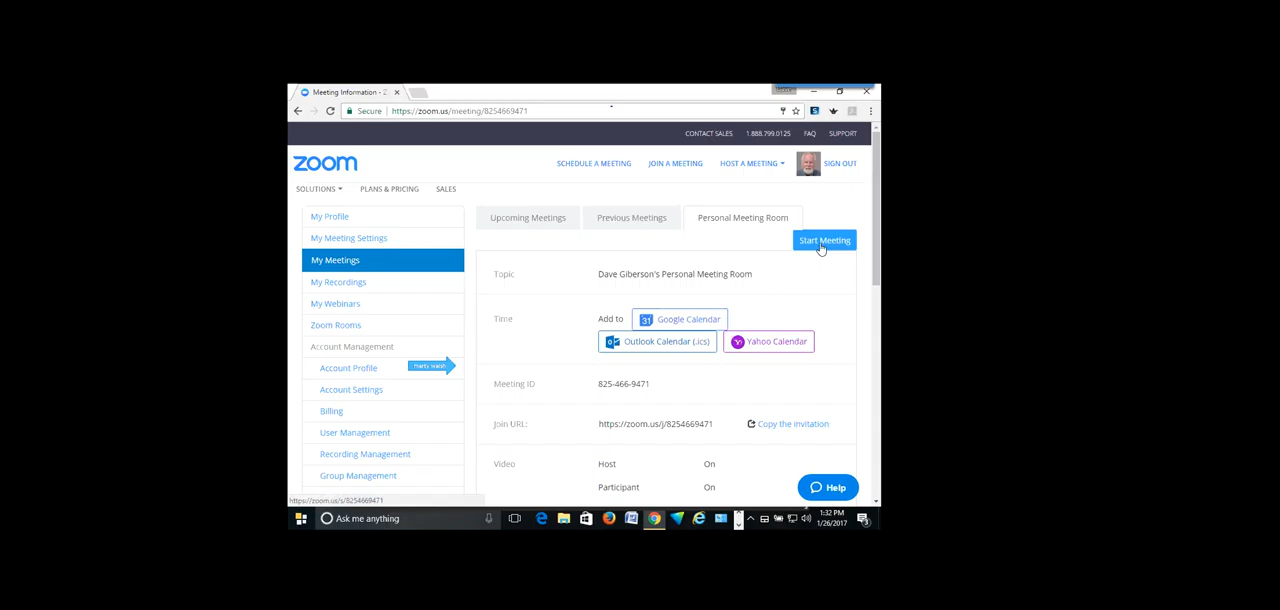 Meeting Information - Z
Secure https://zoom.us/meeting/8254669471
CONTACT SALES 1.888.799.0125 FAQ SUPPORT
zoom SCHEDULE A MEETING JOIN A MEETING HOST A MEETING SIGN OUT
SOLUTIONS PLANS & PRICING SALES
My Profile
My Meeting Settings
My Meetings
My Recordings
My Webinars
Zoom Rooms
Account Management
Account Profile
Account Settings
Billing
User Management
Recording Management
Group Management
Upcoming Meetings Previous Meetings Personal Meeting Room
Start Meeting
Topic Dave Giberson's Personal Meeting Room
Time Add to 31 Google Calendar
Outlook Calendar (.ics) Yahoo Calendar
Meeting ID 825-466-9471
Join URL: https://zoom.us/j/8254669471 Copy the Invitation
Video Host On
Participant On
Help
https://zoom.us/s/8254669471
Ask me anything
1:32 PM
1/26/2017